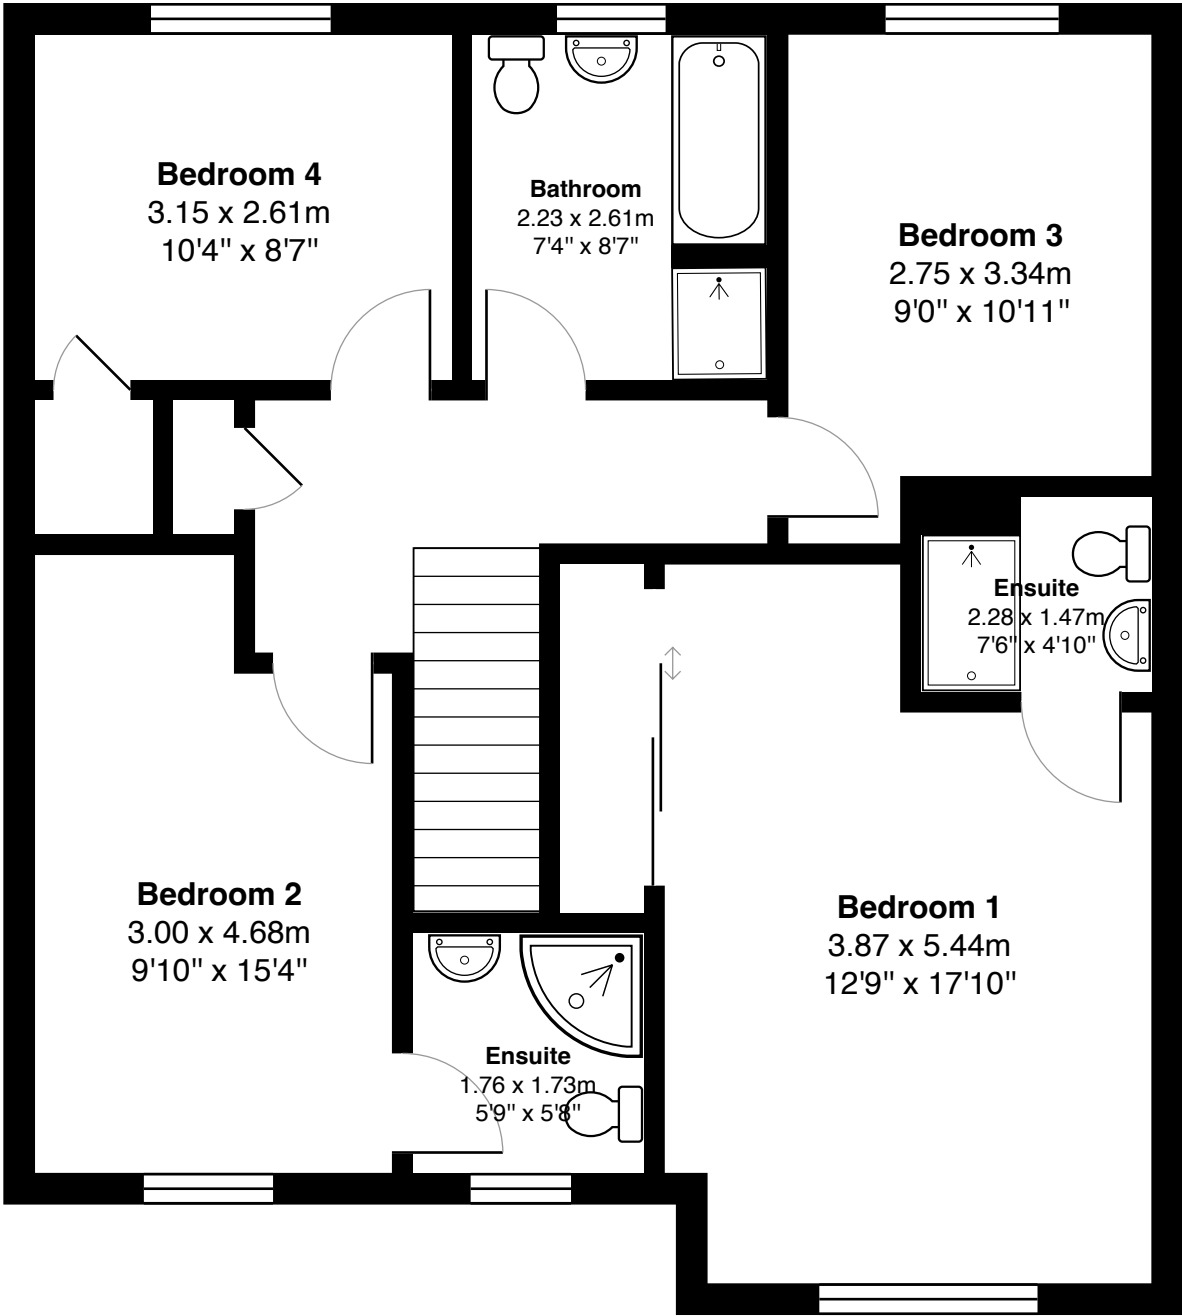 Bedroom 4
3.15 x 2.61m
10'4" x 8'7"
Bathroom
2.23 x 2.61m
7'4" x 8'7"
Bedroom 3
2.75 x 3.34m
9'0" x 10'11"
Ensuite
2.28 x 1.47m
7'6" x 4'10"
Bedroom 2
3.00 x 4.68m
9'10" x 15'4"
Bedroom 1
3.87 x 5.44m
12'9" x 17'10"
Ensuite
1.76 x 1.73m
5'9" x 5'8"